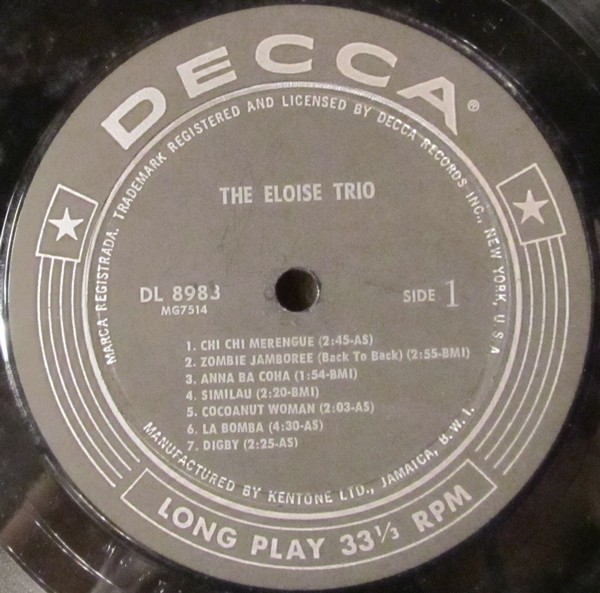 DECCA®
MARCA REGISTRADA. TRADEMARK REGISTERED AND LICENSED BY DECCA RECORDS INC., NEW YORK, U.S.A
THE ELOISE TRIO
DL 8983
MG7514
SIDE 1
1. CHI CHI MERENGUE (2:45-AS)
2. ZOMBIE JAMBOREE (Back To Back) (2:55-BMI)
3. ANNA BA COHA (1:54-BMI)
4. SIMILAU (2:20-BMI)
5. COCOANUT WOMAN (2:03-AS)
6. LA BOMBA (4:30-AS)
7. DIGBY (2:25-AS)
MANUFACTURED BY KENTONE LTD., JAMAICA, B.W.I.
LONG PLAY 33⅓ RPM